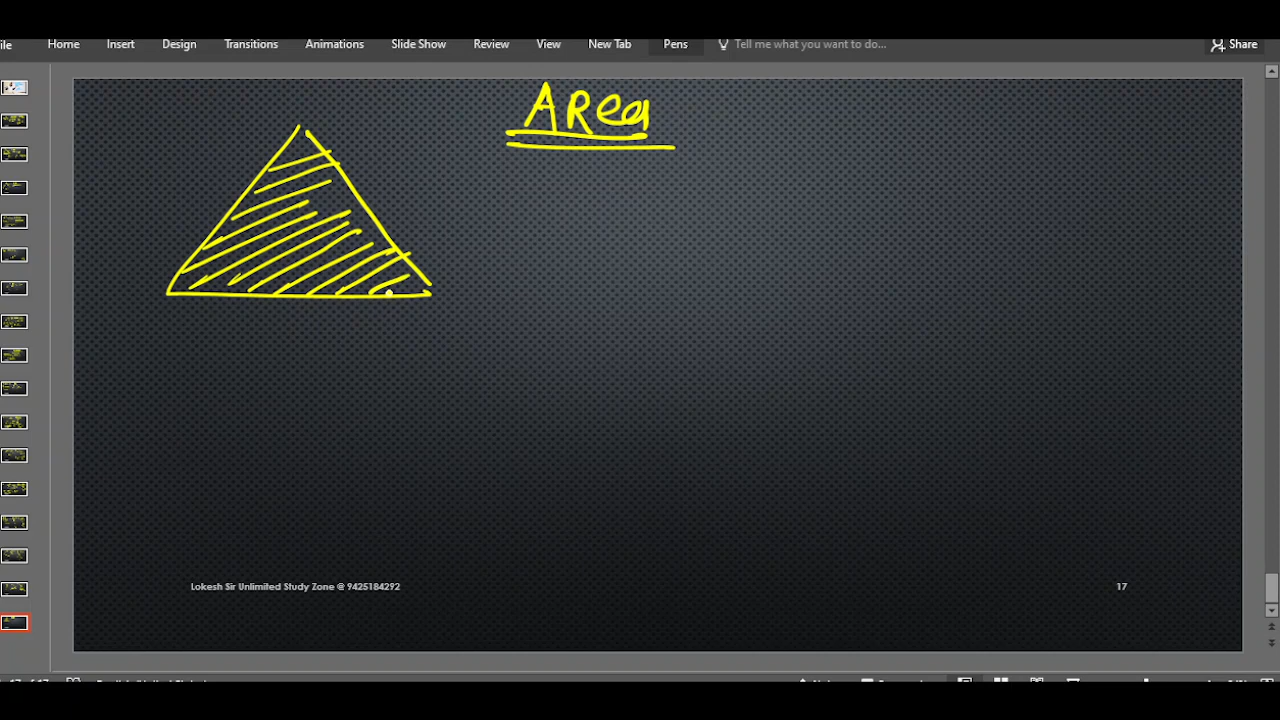 ile Home Insert Design Transitions Animations Slide Show Review View New Tab Pens Tell me what you want to do... Share
ARea
Lokesh Sir Unlimited Study Zone @ 9425184292 17